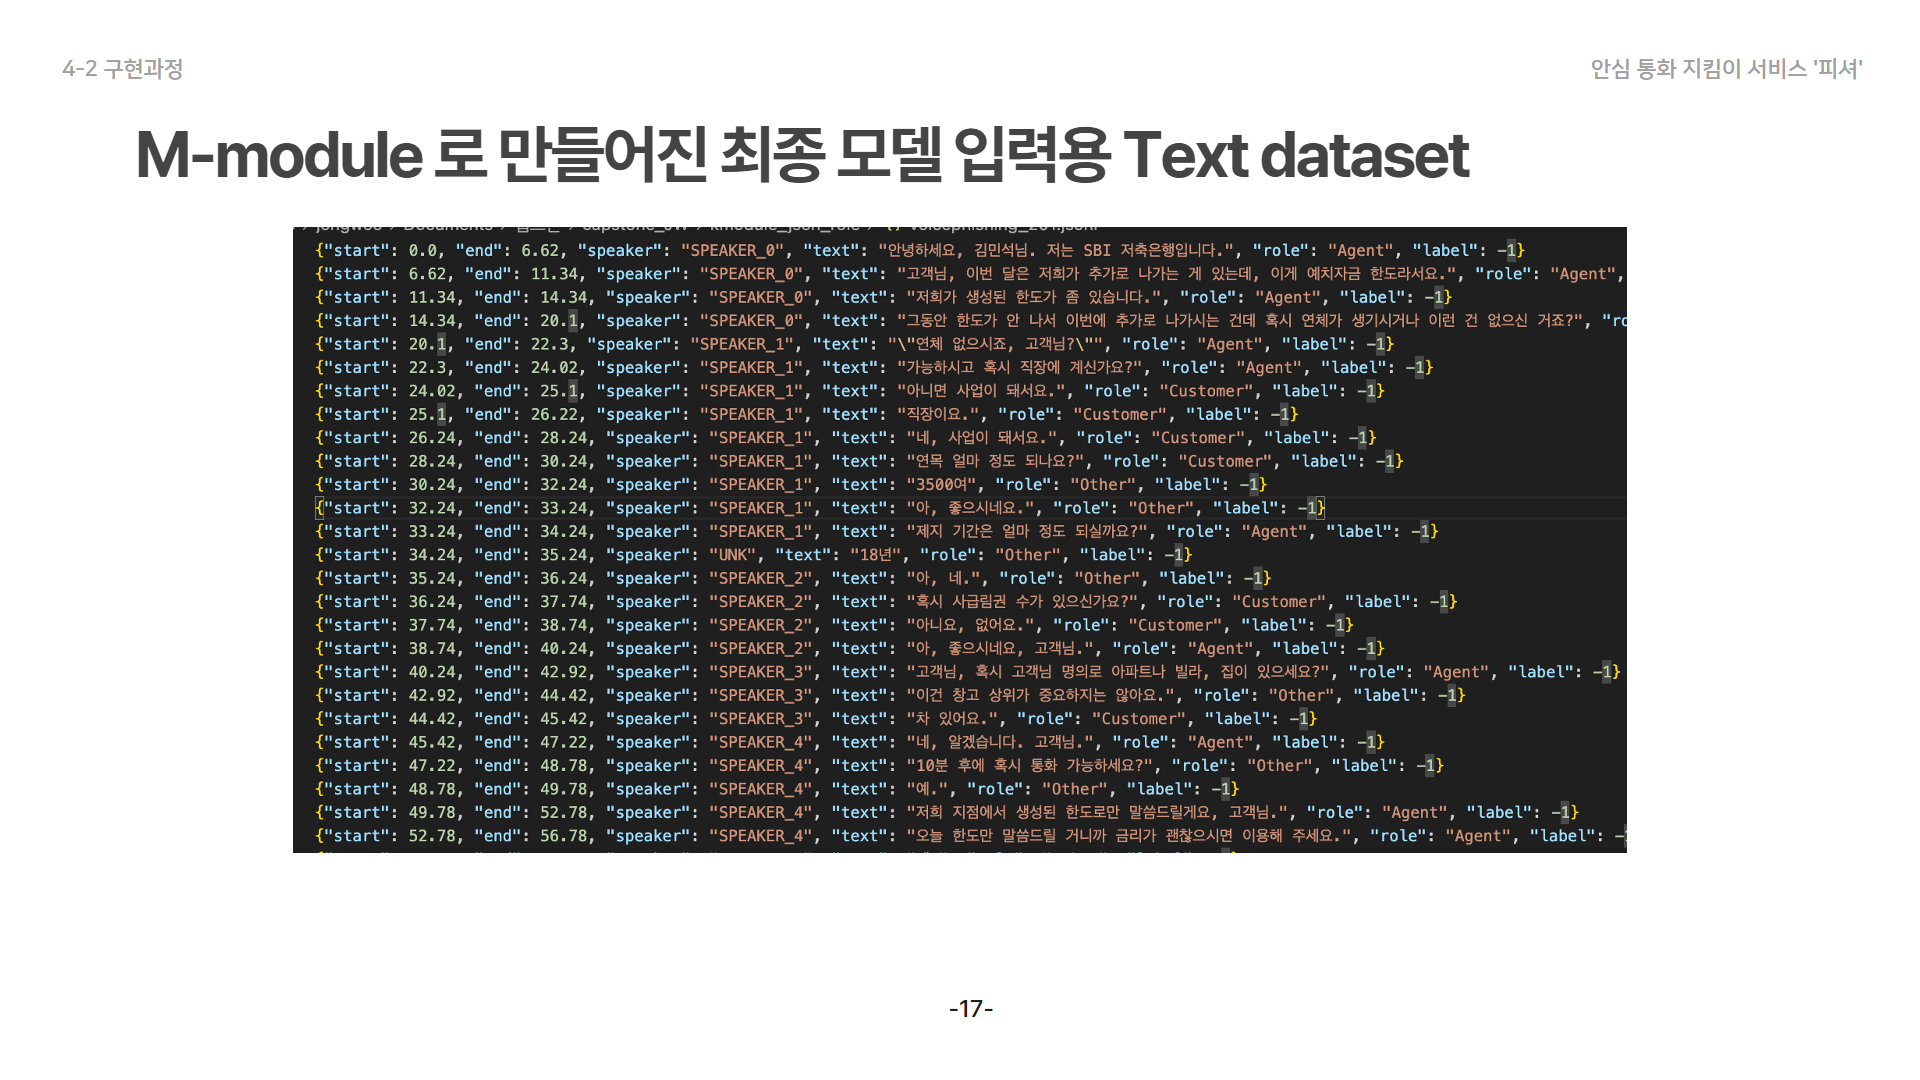 4-2 구현과정
안심 통화 지킴이 서비스 '피셔'
M-module 로 만들어진 최종 모델 입력용 Text dataset
{"start": 0.0, "end": 6.62, "speaker": "SPEAKER_0", "text": "안녕하세요, 김민석님. 저는 SBI 저축은행입니다.", "role": "Agent", "label": -1}
{"start": 6.62, "end": 11.34, "speaker": "SPEAKER_0", "text": "고객님, 이번 달은 저희가 추가로 나가는 게 있는데, 이게 예치자금 한도라서요.", "role": "Agent",
{"start": 11.34, "end": 14.34, "speaker": "SPEAKER_0", "text": "저희가 생성된 한도가 좀 있습니다.", "role": "Agent", "label": -1}
{"start": 14.34, "end": 20.1, "speaker": "SPEAKER_0", "text": "그동안 한도가 안 나서 이번에 추가로 나가시는 건데 혹시 연체가 생기시거나 이런 건 없으신 거죠?",
{"start": 20.1, "end": 22.3, "speaker": "SPEAKER_1", "text": "\"연체 없으시죠, 고객님?\"", "role": "Agent", "label": -1}
{"start": 22.3, "end": 24.02, "speaker": "SPEAKER_1", "text": "가능하시고 혹시 직장에 계신가요?", "role": "Agent", "label": -1}
{"start": 24.02, "end": 25.1, "speaker": "SPEAKER_1", "text": "아니면 사업이 돼서요.", "role": "Customer", "label": -1}
{"start": 25.1, "end": 26.22, "speaker": "SPEAKER_1", "text": "직장이요.", "role": "Customer", "label": -1}
{"start": 26.24, "end": 28.24, "speaker": "SPEAKER_1", "text": "네, 사업이 돼서요.", "role": "Customer", "label": -1}
{"start": 28.24, "end": 30.24, "speaker": "SPEAKER_1", "text": "연목 얼마 정도 되나요?", "role": "Customer", "label": -1}
{"start": 30.24, "end": 32.24, "speaker": "SPEAKER_1", "text": "3500여", "role": "Other", "label": -1}
{"start": 32.24, "end": 33.24, "speaker": "SPEAKER_1", "text": "아, 좋으시네요.", "role": "Other", "label": -1}
{"start": 33.24, "end": 34.24, "speaker": "SPEAKER_1", "text": "제지 기간은 얼마 정도 되실까요?", "role": "Agent", "label": -1}
{"start": 34.24, "end": 35.24, "speaker": "UNK", "text": "18년", "role": "Other", "label": -1}
{"start": 35.24, "end": 36.24, "speaker": "SPEAKER_2", "text": "아, 네.", "role": "Other", "label": -1}
{"start": 36.24, "end": 37.74, "speaker": "SPEAKER_2", "text": "혹시 사급림권 수가 있으신가요?", "role": "Customer", "label": -1}
{"start": 37.74, "end": 38.74, "speaker": "SPEAKER_2", "text": "아니요, 없어요.", "role": "Customer", "label": -1}
{"start": 38.74, "end": 40.24, "speaker": "SPEAKER_2", "text": "아, 좋으시네요, 고객님.", "role": "Agent", "label": -1}
{"start": 40.24, "end": 42.92, "speaker": "SPEAKER_3", "text": "고객님, 혹시 고객님 명의로 아파트나 빌라, 집이 있으세요?", "role": "Agent", "label": -1}
{"start": 42.92, "end": 44.42, "speaker": "SPEAKER_3", "text": "이건 창고 상위가 중요하지는 않아요.", "role": "Other", "label": -1}
{"start": 44.42, "end": 45.42, "speaker": "SPEAKER_3", "text": "차 있어요.", "role": "Customer", "label": -1}
{"start": 45.42, "end": 47.22, "speaker": "SPEAKER_4", "text": "네, 알겠습니다. 고객님.", "role": "Agent", "label": -1}
{"start": 47.22, "end": 48.78, "speaker": "SPEAKER_4", "text": "10분 후에 혹시 통화 가능하세요?", "role": "Other", "label": -1}
{"start": 48.78, "end": 49.78, "speaker": "SPEAKER_4", "text": "예.", "role": "Other", "label": -1}
{"start": 49.78, "end": 52.78, "speaker": "SPEAKER_4", "text": "저희 지점에서 생성된 한도로만 말씀드릴게요, 고객님.", "role": "Agent", "label": -1}
{"start": 52.78, "end": 56.78, "speaker": "SPEAKER_4", "text": "오늘 한도만 말씀드릴 거니까 금리가 괜찮으시면 이용해 주세요.", "role": "Agent", "label": -1
-17-